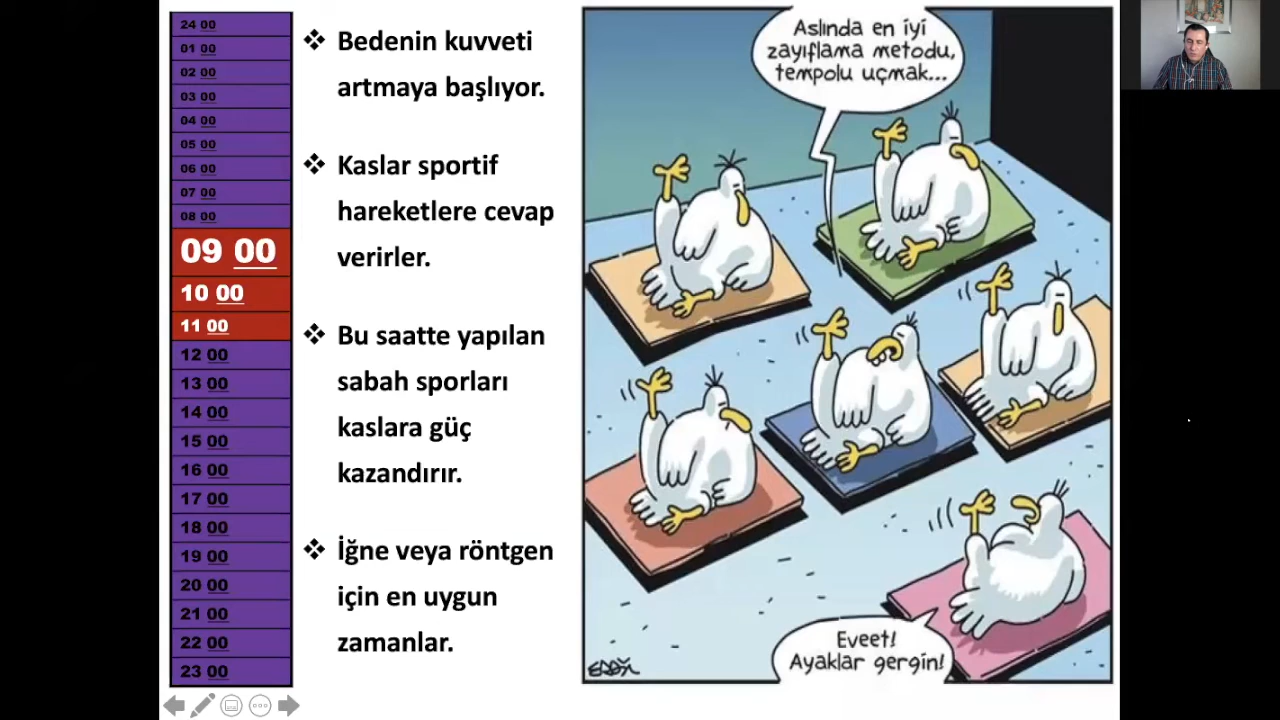 24 00
01 00
02 00
03 00
04 00
05 00
06 00
07 00
08 00
09 00
10 00
11 00
12 00
13 00
14 00
15 00
16 00
17 00
18 00
19 00
20 00
21 00
22 00
23 00
❖ Bedenin kuvveti
artmaya başlıyor.
❖ Kaslar sportif
hareketlere cevap
verirler.
❖ Bu saatte yapılan
sabah sporları
kaslara güç
kazandırır.
❖ İğne veya röntgen
için en uygun
zamanlar.
Aslında en iyi
zayıflama metodu,
tempolu uçmak...
Eveet!
Ayaklar gergin!